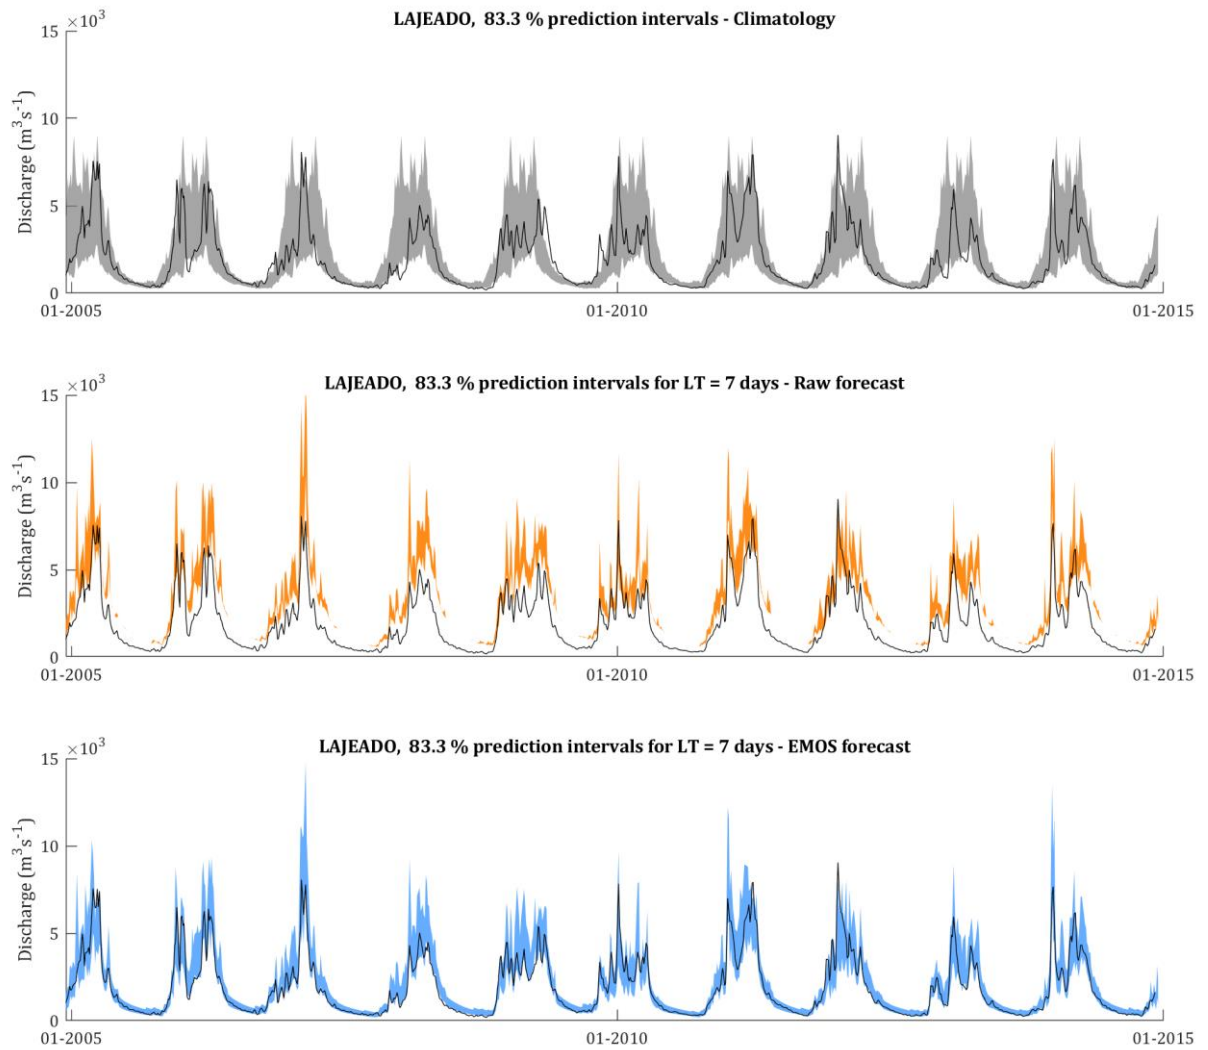 LAJEADO, 83.3 % prediction intervals - Climatology
×10³
15
10
5
0
Discharge (m³s⁻¹)
01-2005 01-2010 01-2015
LAJEADO, 83.3 % prediction intervals for LT = 7 days - Raw forecast
×10³
15
10
5
0
Discharge (m³s⁻¹)
01-2005 01-2010 01-2015
LAJEADO, 83.3 % prediction intervals for LT = 7 days - EMOS forecast
×10³
15
10
5
0
Discharge (m³s⁻¹)
01-2005 01-2010 01-2015